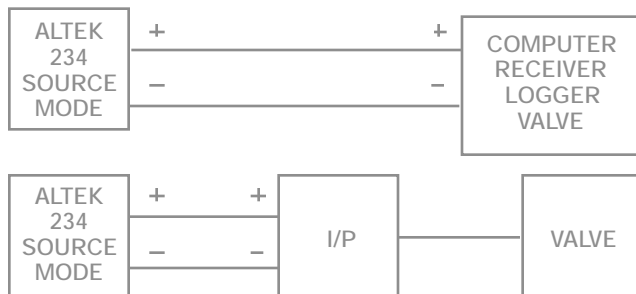 ALTEK
234
SOURCE
MODE
+ +
– –
COMPUTER
RECEIVER
LOGGER
VALVE
ALTEK
234
SOURCE
MODE
+ +
– –
I/P
VALVE